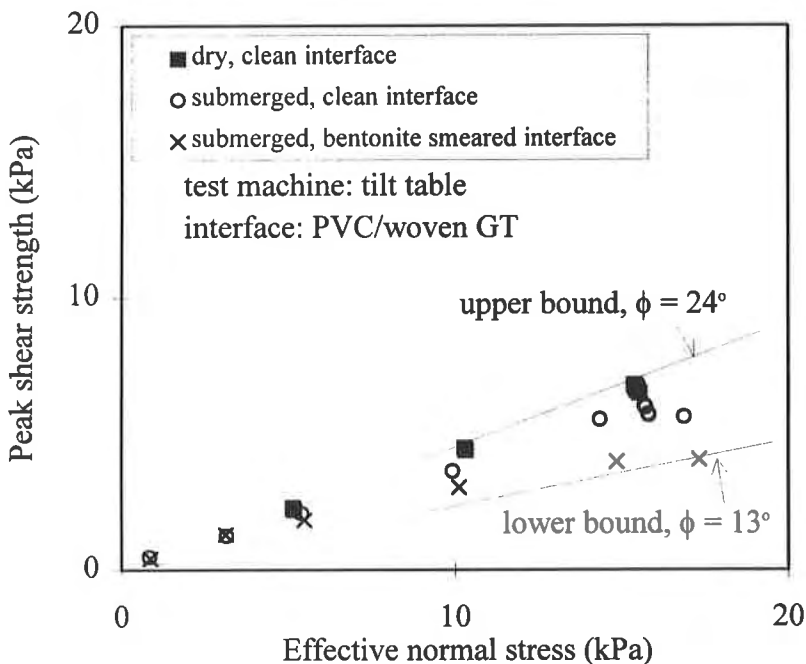 20
■ dry, clean interface
○ submerged, clean interface
× submerged, bentonite smeared interface
test machine: tilt table
interface: PVC/woven GT
Peak shear strength (kPa)
10
upper bound, ϕ = 24°
lower bound, ϕ = 13°
0
0 10 20
Effective normal stress (kPa)